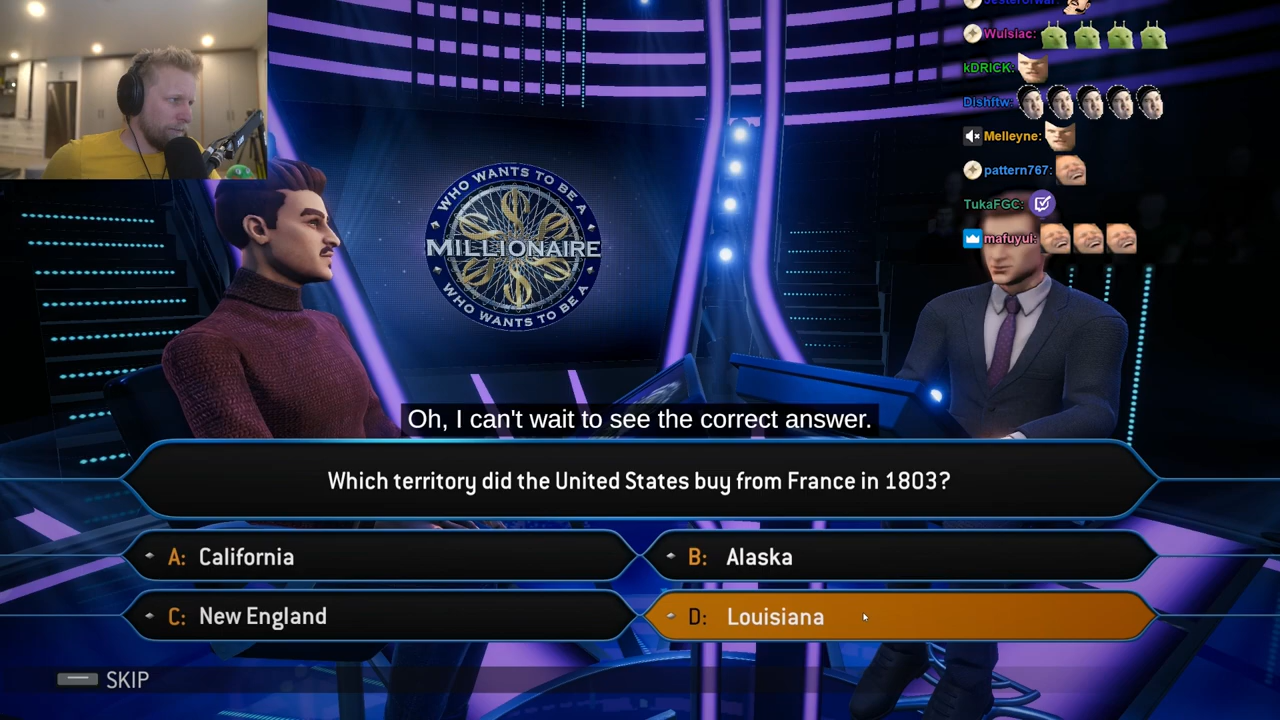 Jesterofwar:
Wulsiac:
kDRICK:
Dishftw:
Melleyne:
pattern767:
TukaFGC:
mafuyul:
WHO WANTS TO BE A
MILLIONAIRE
WHO WANTS TO BE A
Oh, I can't wait to see the correct answer.
Which territory did the United States buy from France in 1803?
A: California
B: Alaska
C: New England
D: Louisiana
SKIP